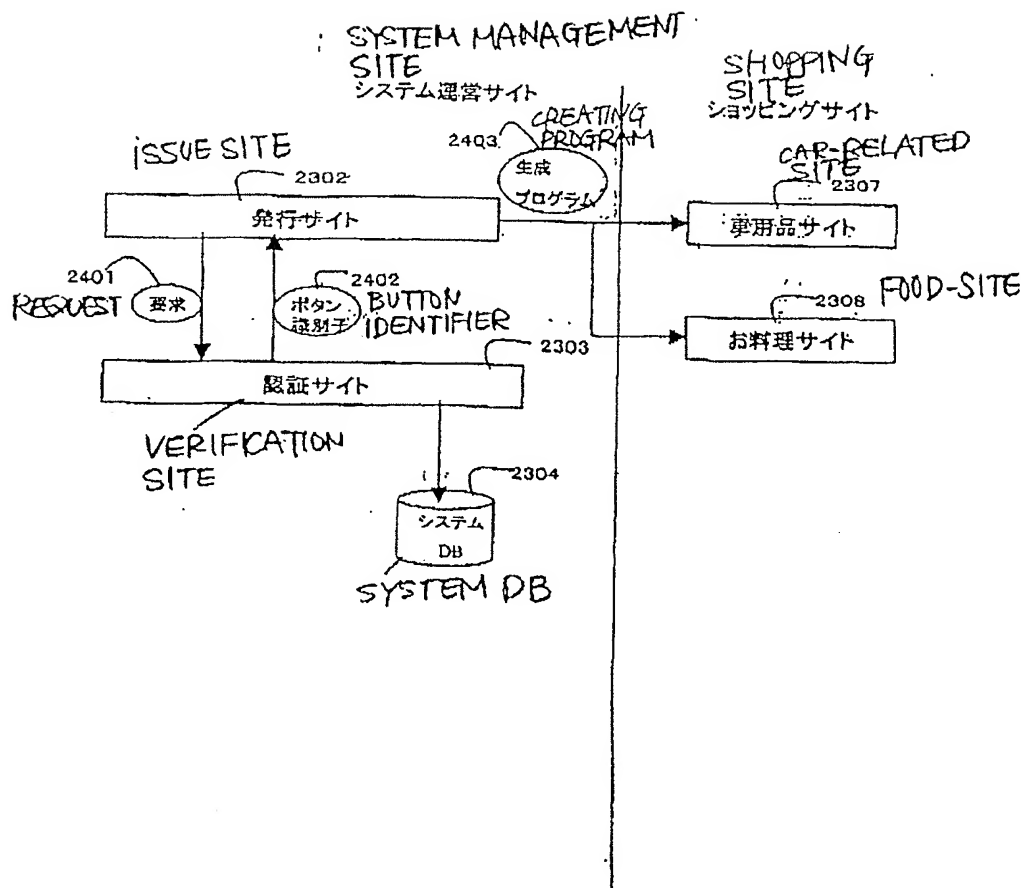 : SYSTEM MANAGEMENT
SITE
システム運営サイト
SHOPPING
SITE
ショッピングサイト
2403
CREATING
PROGRAM
生成
プログラム
iSSUE SITE
2302
発行サイト
CAR-RELATED
SITE
2307
車用品サイト
2401
REQUEST
要求
2402
ボタン
識別子
BUTTON
IDENTIFIER
2308
FOOD-SITE
お料理サイト
2303
認証サイト
VERIFICATION
SITE
2304
システム
DB
SYSTEM DB